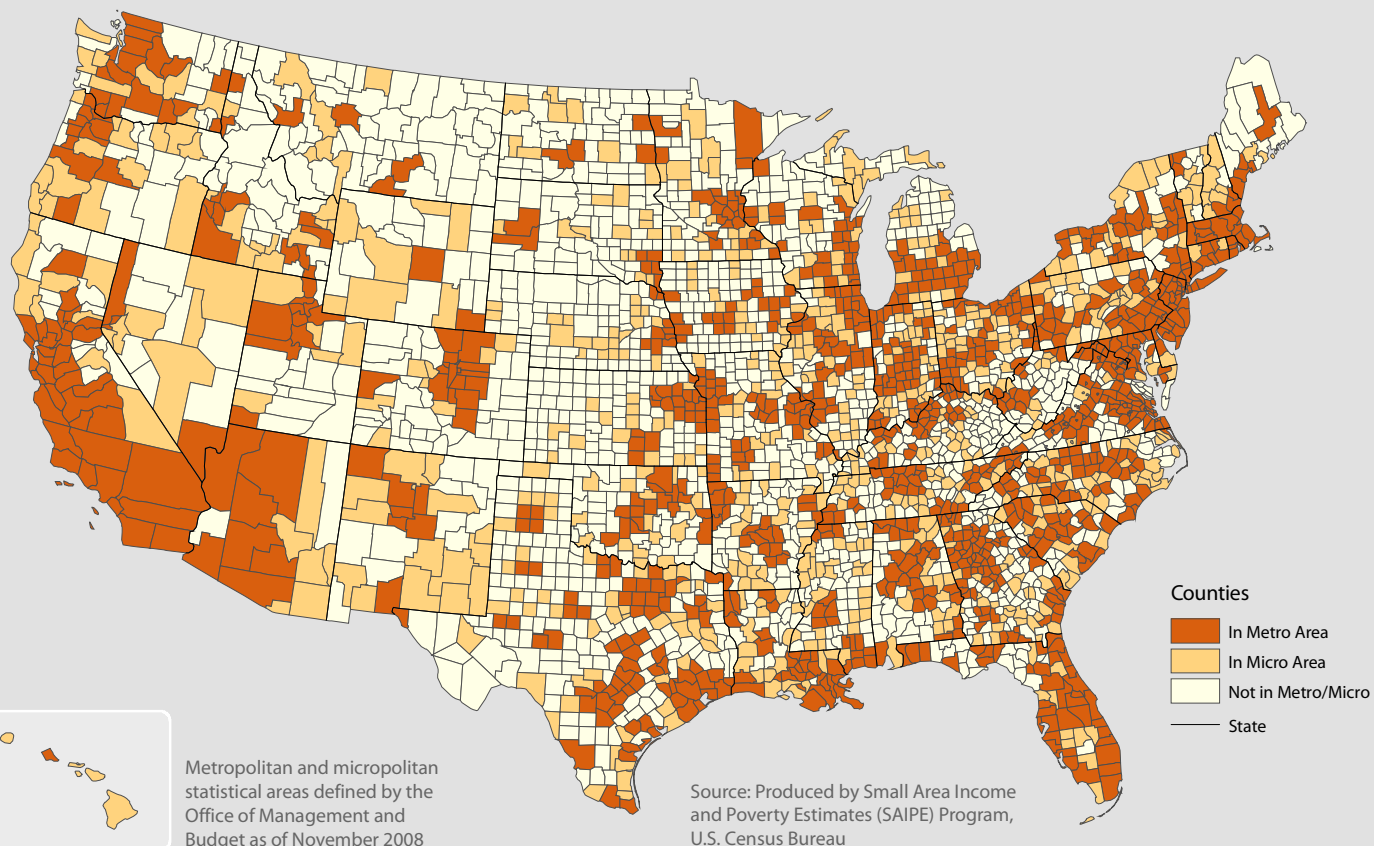 Counties
In Metro Area
In Micro Area
Not in Metro/Micro
State
Metropolitan and micropolitan
statistical areas defined by the
Office of Management and
Budget as of November 2008
Source: Produced by Small Area Income
and Poverty Estimates (SAIPE) Program,
U.S. Census Bureau